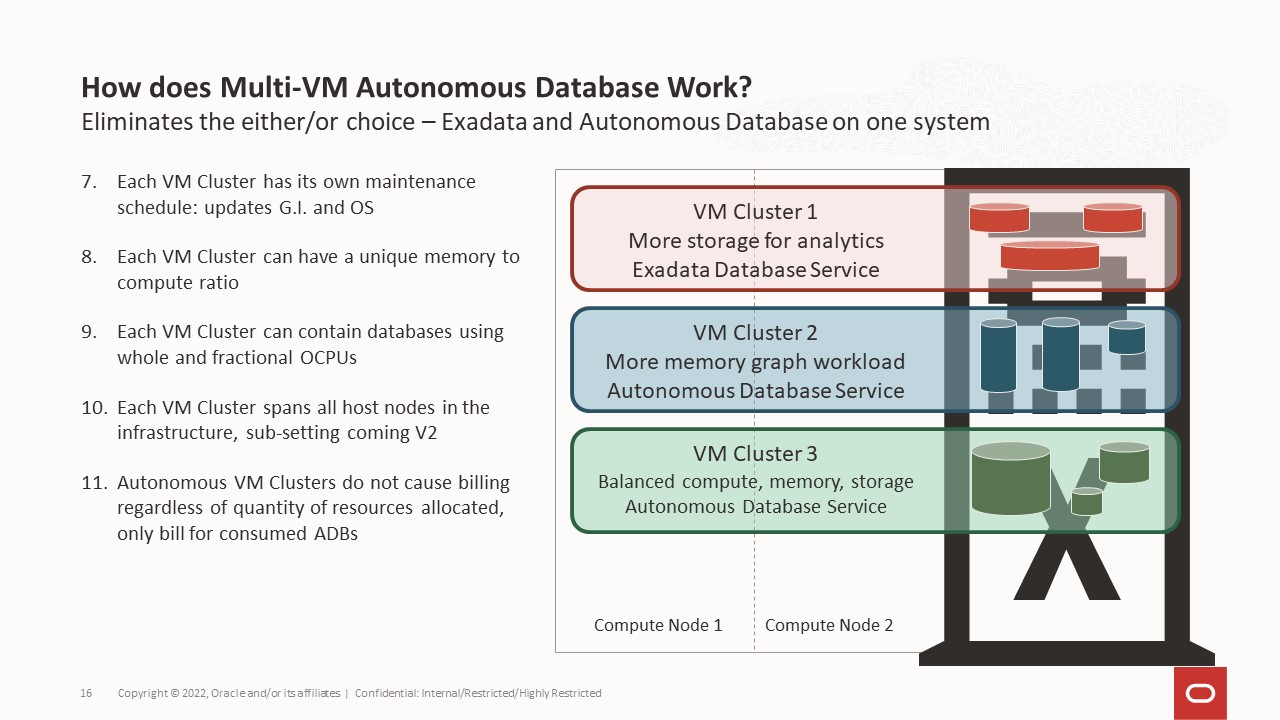 How does Multi-VM Autonomous Database Work?
Eliminates the either/or choice – Exadata and Autonomous Database on one system
7. Each VM Cluster has its own maintenance
schedule: updates G.I. and OS
8. Each VM Cluster can have a unique memory to
compute ratio
9. Each VM Cluster can contain databases using
whole and fractional OCPUs
10. Each VM Cluster spans all host nodes in the
infrastructure, sub-setting coming V2
11. Autonomous VM Clusters do not cause billing
regardless of quantity of resources allocated,
only bill for consumed ADBs
VM Cluster 1
More storage for analytics
Exadata Database Service
VM Cluster 2
More memory graph workload
Autonomous Database Service
VM Cluster 3
Balanced compute, memory, storage
Autonomous Database Service
X
Compute Node 1
Compute Node 2
16
Copyright © 2022, Oracle and/or its affiliates | Confidential: Internal/Restricted/Highly Restricted